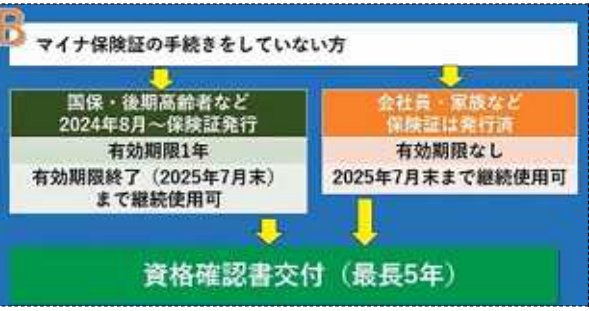 B
マイナ保険証の手続きをしていない方
国保・後期高齢者など
2024年8月～保険証発行
有効期限1年
有効期限終了（2025年7月末）
まで継続使用可
会社員・家族など
保険証は発行済
有効期限なし
2025年7月末まで継続使用可
資格確認書交付（最長5年）